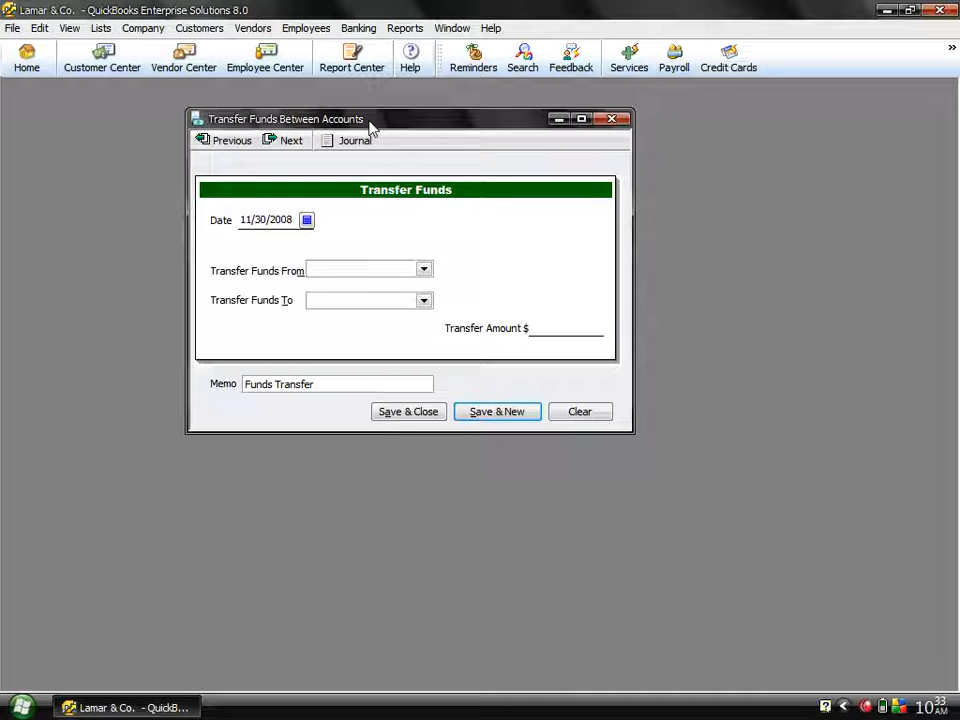 Lamar & Co. - QuickBooks Enterprise Solutions 8.0
File Edit View Lists Company Customers Vendors Employees Banking Reports Window Help
Home Customer Center Vendor Center Employee Center Report Center Help Reminders Search Feedback Services Payroll Credit Cards »
Transfer Funds Between Accounts
Previous Next Journal
Transfer Funds
Date 11/30/2008
Transfer Funds From
Transfer Funds To
Transfer Amount $
Memo Funds Transfer
Save & Close Save & New Clear
Lamar & Co. - QuickB... 10:33 AM